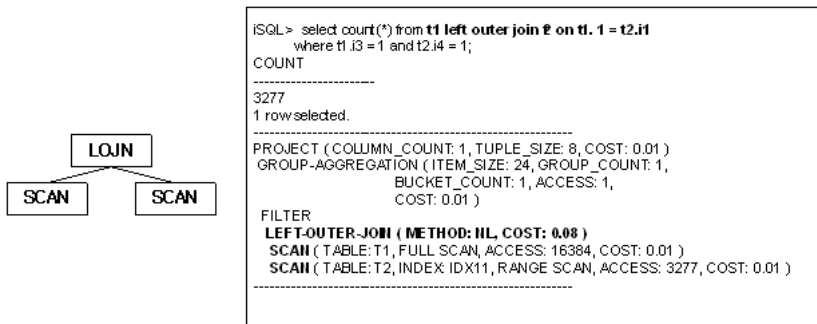 LOJN
SCAN
SCAN
iSQL> select count(*) from t1 left outer join t2 on t1. 1 = t2.i1
where t1.i3 = 1 and t2.i4 = 1;
COUNT
-----------------------
3277
1 row selected.
------------------------------------------------------------
PROJECT ( COLUMN_COUNT: 1, TUPLE_SIZE: 8, COST: 0.01 )
GROUP-AGGREGATION ( ITEM_SIZE: 24, GROUP_COUNT: 1,
BUCKET_COUNT: 1, ACCESS: 1,
COST: 0.01 )
FILTER
LEFT-OUTER-JOIN ( METHOD: NL, COST: 0.08 )
SCAN ( TABLE: T1, FULL SCAN, ACCESS: 16384, COST: 0.01 )
SCAN ( TABLE: T2, INDEX: IDX11, RANGE SCAN, ACCESS: 3277, COST: 0.01 )
------------------------------------------------------------